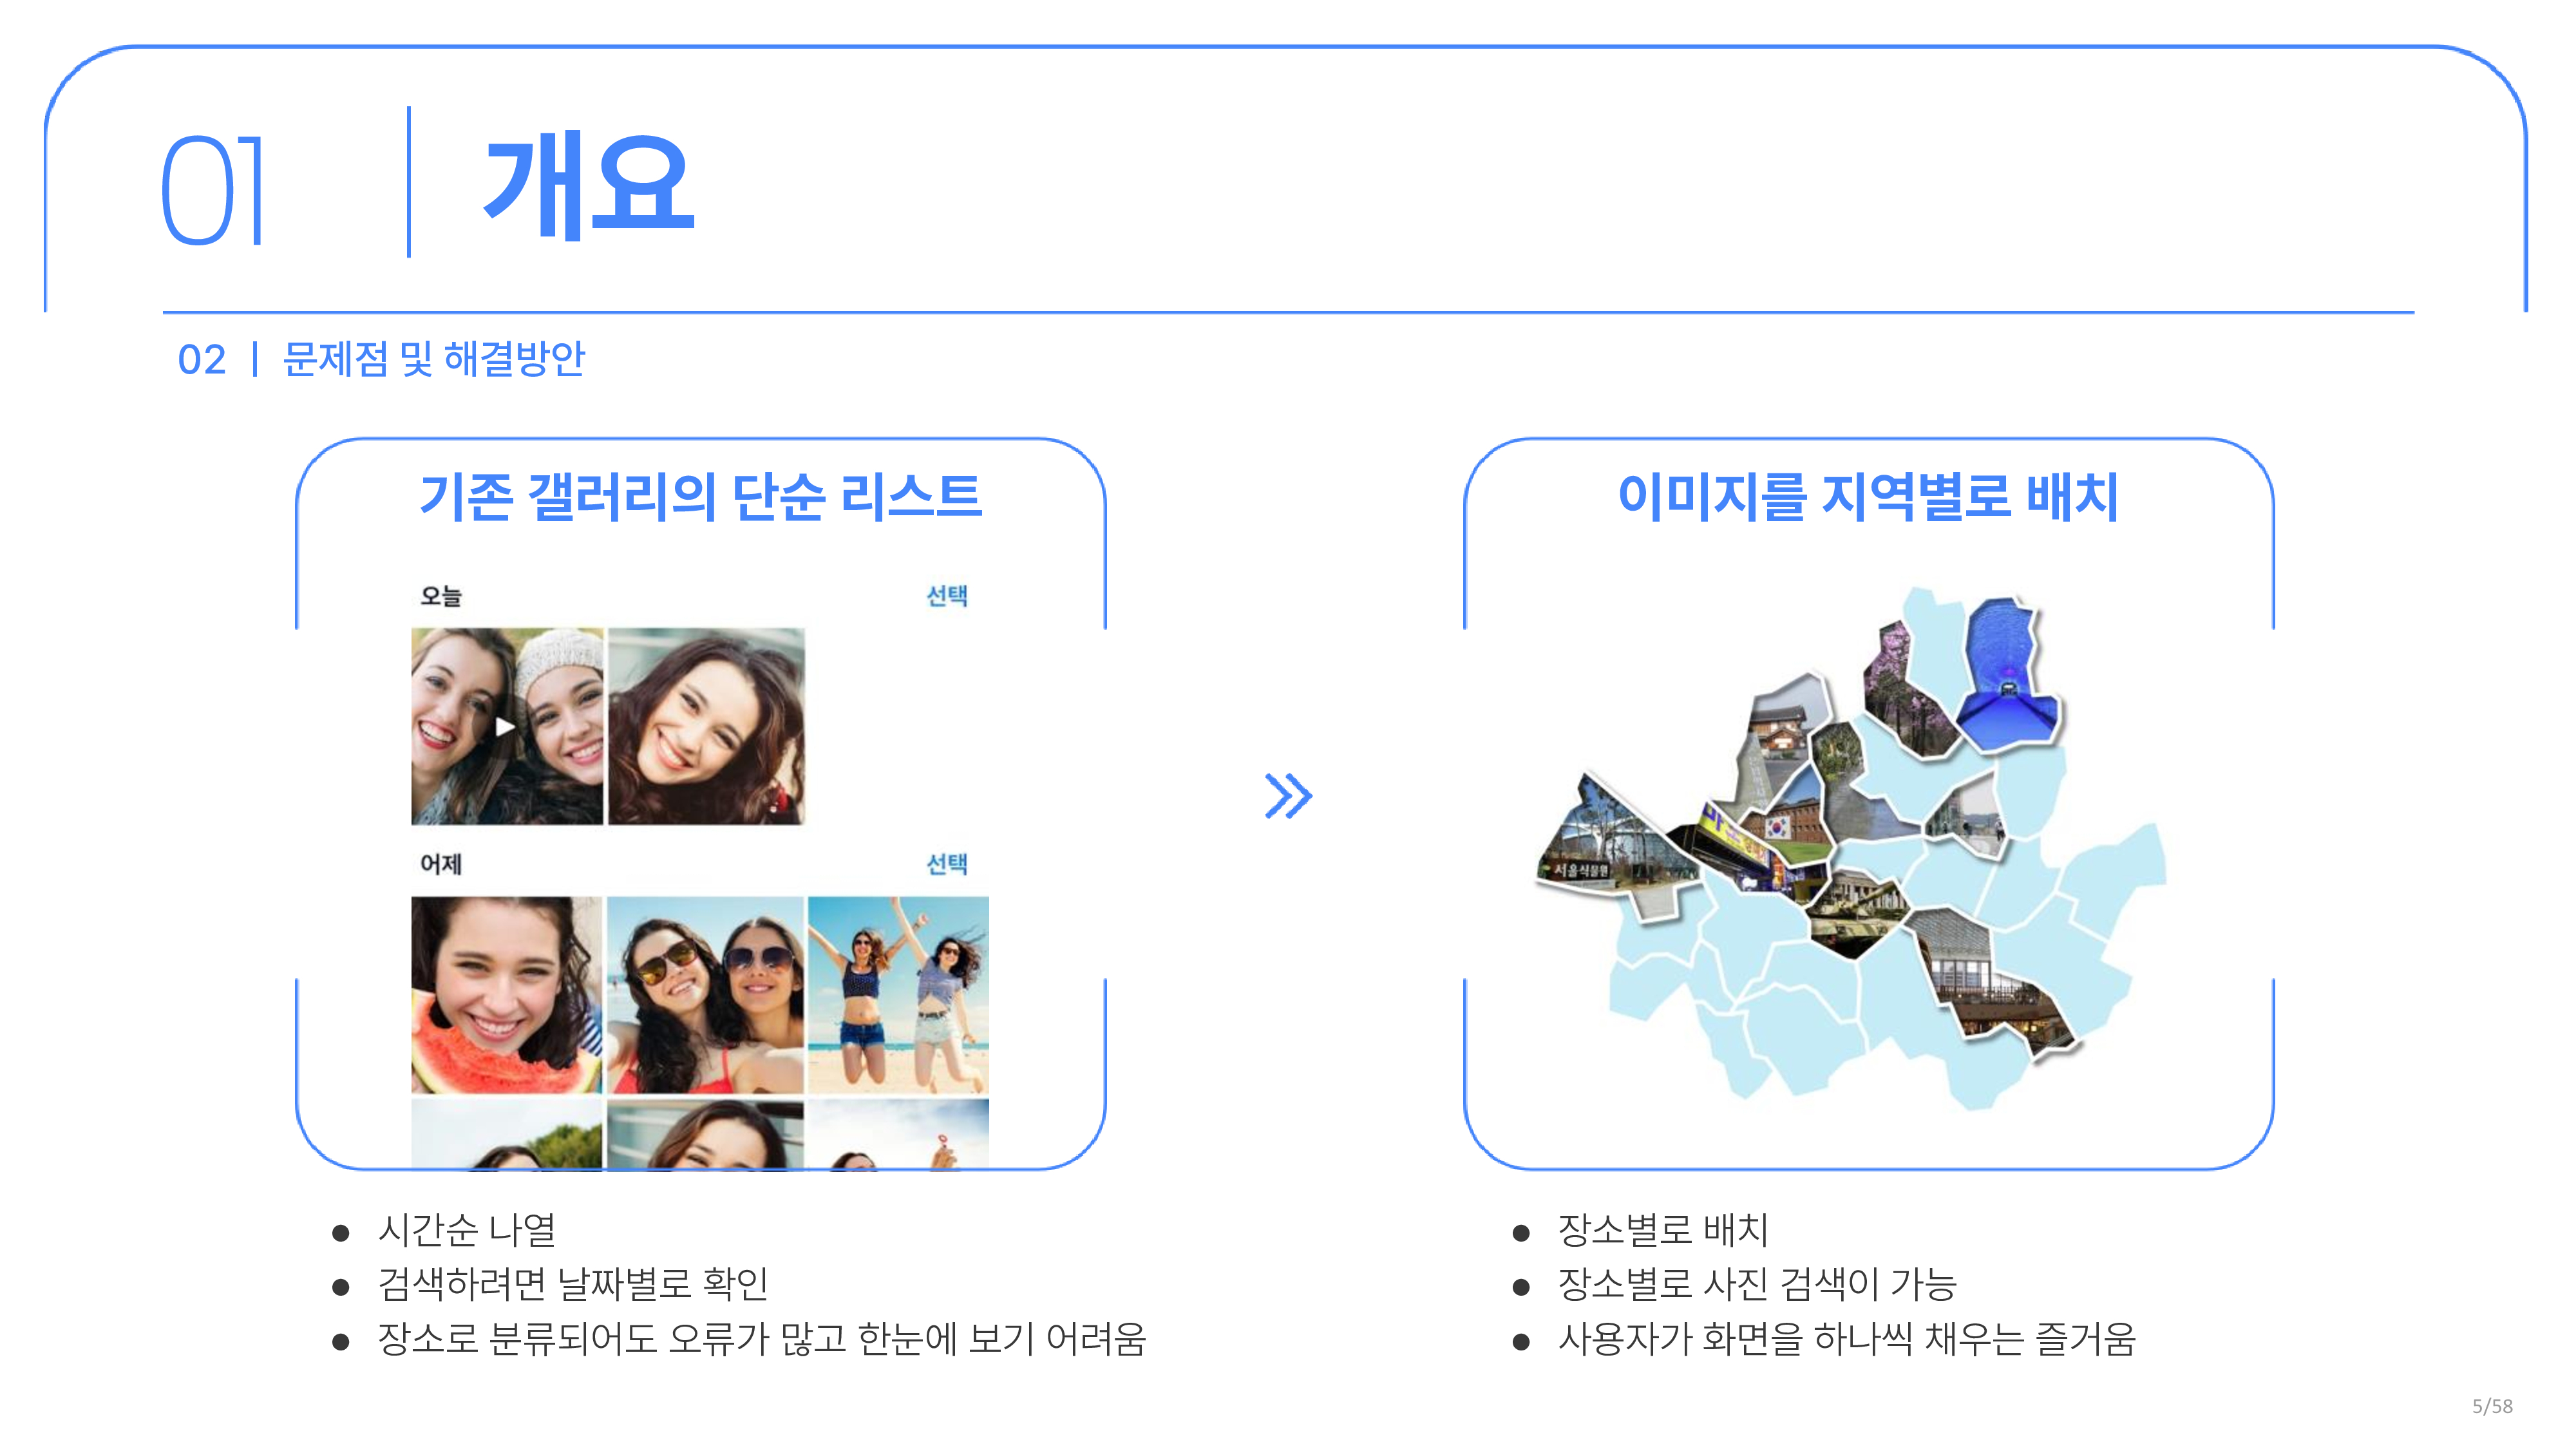 01
개요
02 | 문제점 및 해결방안
기존 갤러리의 단순 리스트
오늘
선택
어제
선택
시간순 나열
검색하려면 날짜별로 확인
장소로 분류되어도 오류가 많고 한눈에 보기 어려움
이미지를 지역별로 배치
서울식물원
장소별로 배치
장소별로 사진 검색이 가능
사용자가 화면을 하나씩 채우는 즐거움
5/58